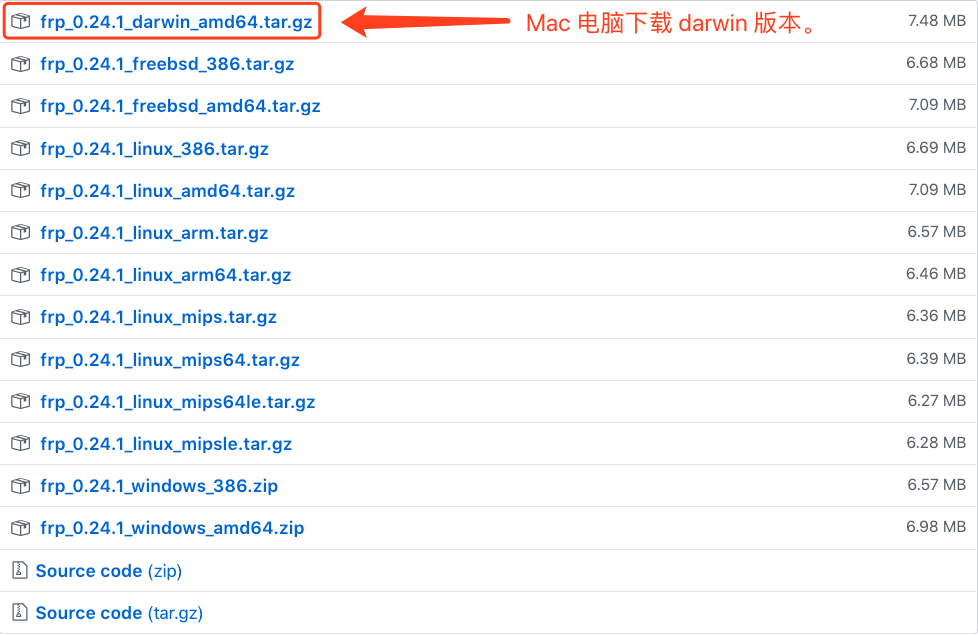 frp_0.24.1_darwin_amd64.tar.gz Mac 电脑下载 darwin 版本。 7.48 MB
frp_0.24.1_freebsd_386.tar.gz 6.68 MB
frp_0.24.1_freebsd_amd64.tar.gz 7.09 MB
frp_0.24.1_linux_386.tar.gz 6.69 MB
frp_0.24.1_linux_amd64.tar.gz 7.09 MB
frp_0.24.1_linux_arm.tar.gz 6.57 MB
frp_0.24.1_linux_arm64.tar.gz 6.46 MB
frp_0.24.1_linux_mips.tar.gz 6.36 MB
frp_0.24.1_linux_mips64.tar.gz 6.39 MB
frp_0.24.1_linux_mips64le.tar.gz 6.27 MB
frp_0.24.1_linux_mipsle.tar.gz 6.28 MB
frp_0.24.1_windows_386.zip 6.57 MB
frp_0.24.1_windows_amd64.zip 6.98 MB
Source code (zip)
Source code (tar.gz)